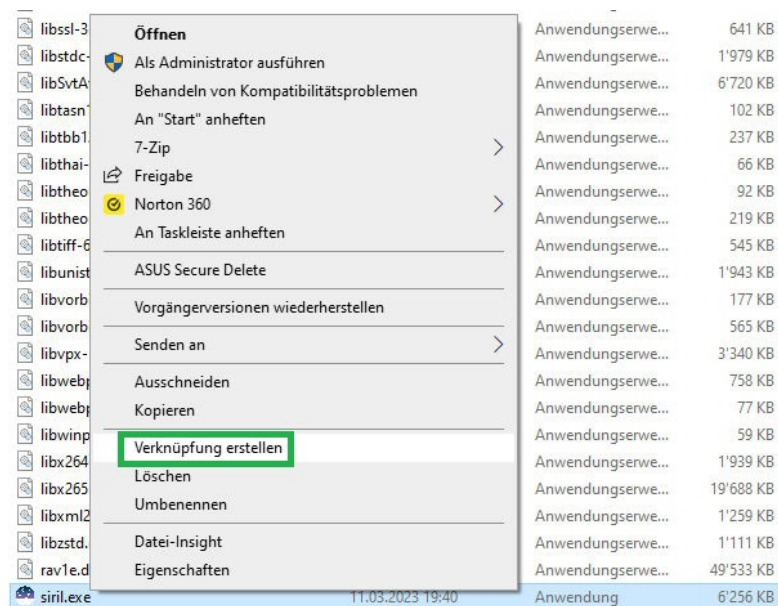 libssl-3 Anwendungserwe... 641 KB
Öffnen
libstdc- Anwendungserwe... 1'979 KB
Als Administrator ausführen
libSvtA Anwendungserwe... 6'720 KB
Behandeln von Kompatibilitätsproblemen
libtasn1 Anwendungserwe... 102 KB
An "Start" anheften
libtbb1 Anwendungserwe... 237 KB
7-Zip
libthai- Anwendungserwe... 66 KB
Freigabe
libtheo Anwendungserwe... 92 KB
Norton 360
libtheo Anwendungserwe... 219 KB
An Taskleiste anheften
libtiff-6 Anwendungserwe... 545 KB
ASUS Secure Delete
libunist Anwendungserwe... 1'943 KB
libvorb Anwendungserwe... 177 KB
Vorgängerversionen wiederherstellen
libvorb Anwendungserwe... 565 KB
Senden an
libvpx- Anwendungserwe... 3'340 KB
libwebp Anwendungserwe... 758 KB
Ausschneiden
libwebp Anwendungserwe... 77 KB
Kopieren
libwinp Anwendungserwe... 59 KB
Verknüpfung erstellen
libx264 Anwendungserwe... 1'939 KB
Löschen
libx265 Anwendungserwe... 19'688 KB
Umbenennen
libxml2 Anwendungserwe... 1'259 KB
Datei-Insight
libzstd. Anwendungserwe... 1'111 KB
Eigenschaften
rav1e.d Anwendungserwe... 49'533 KB
siril.exe 11.03.2023 19:40 Anwendung 6'256 KB